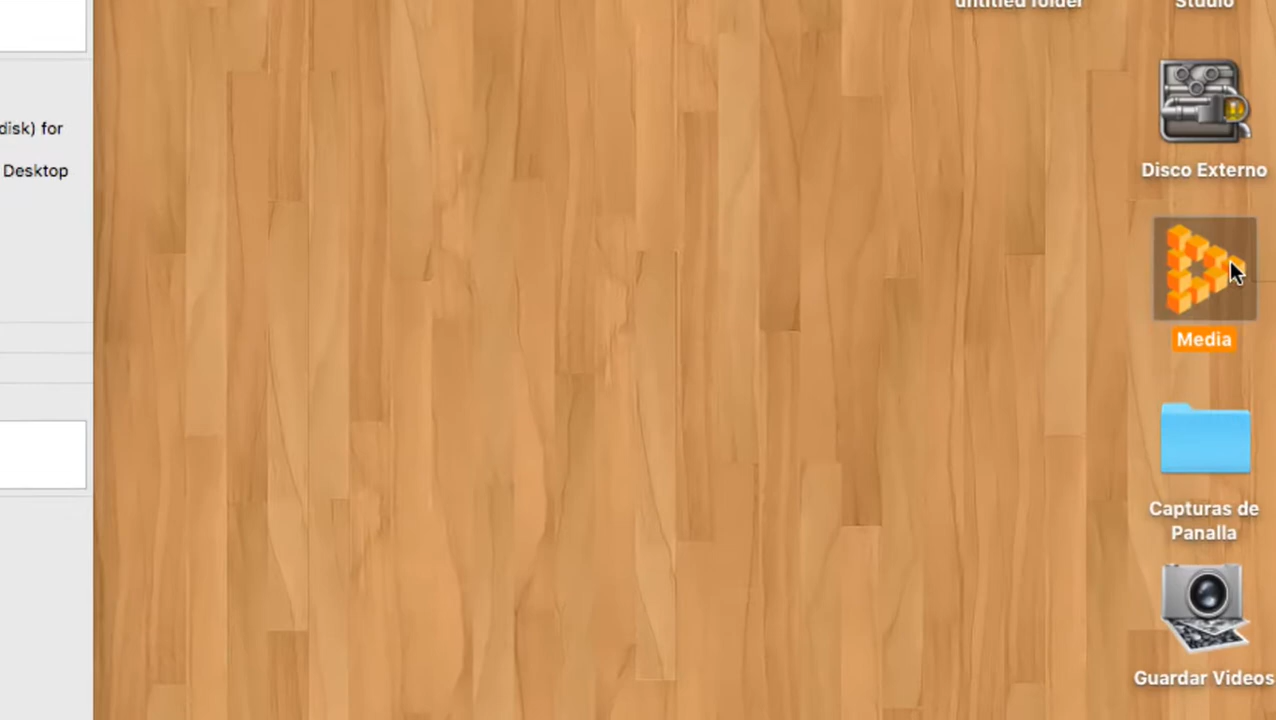 untitled folder
Studio
disk) for
Desktop
Disco Externo
Media
Capturas de
Panalla
Guardar Videos